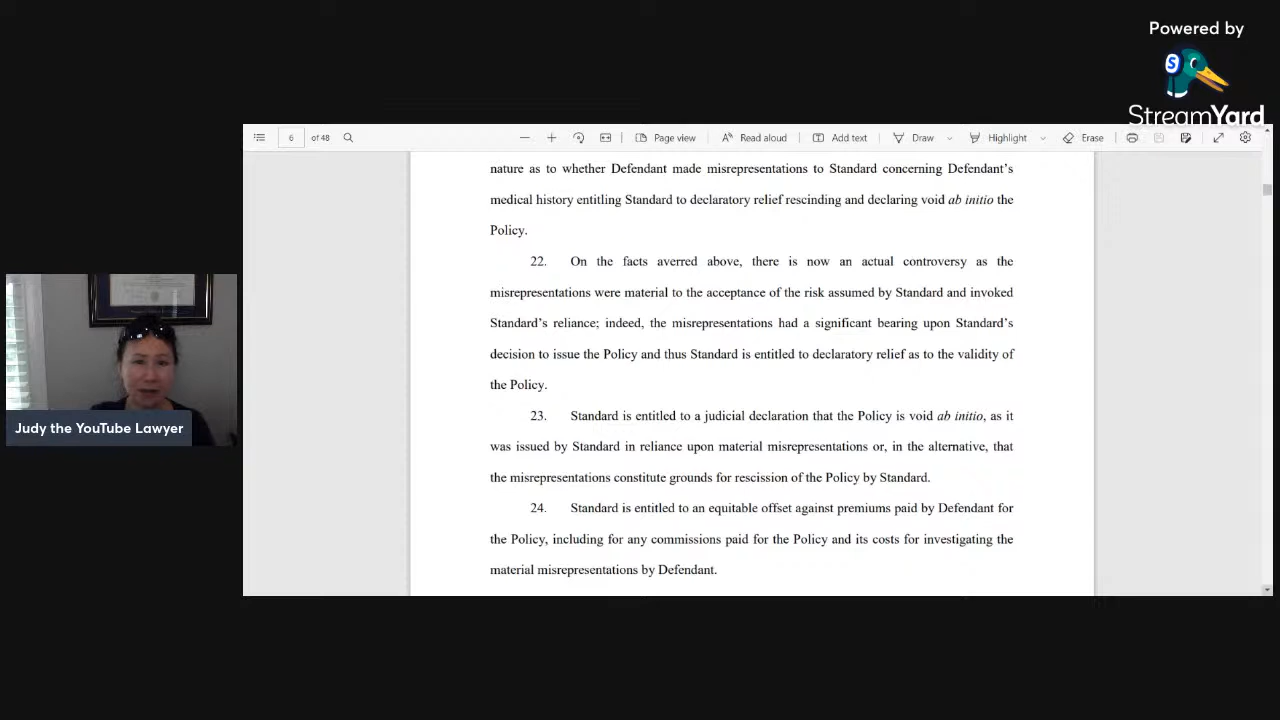 Powered by
S
StreamYard
6 of 48 Page view Read aloud Add text Draw Highlight Erase
nature as to whether Defendant made misrepresentations to Standard concerning Defendant's
medical history entitling Standard to declaratory relief rescinding and declaring void ab initio the
Policy.
22. On the facts averred above, there is now an actual controversy as the
misrepresentations were material to the acceptance of the risk assumed by Standard and invoked
Standard's reliance; indeed, the misrepresentations had a significant bearing upon Standard's
decision to issue the Policy and thus Standard is entitled to declaratory relief as to the validity of
the Policy.
23. Standard is entitled to a judicial declaration that the Policy is void ab initio, as it
was issued by Standard in reliance upon material misrepresentations or, in the alternative, that
the misrepresentations constitute grounds for rescission of the Policy by Standard.
24. Standard is entitled to an equitable offset against premiums paid by Defendant for
the Policy, including for any commissions paid for the Policy and its costs for investigating the
material misrepresentations by Defendant.
Judy the YouTube Lawyer